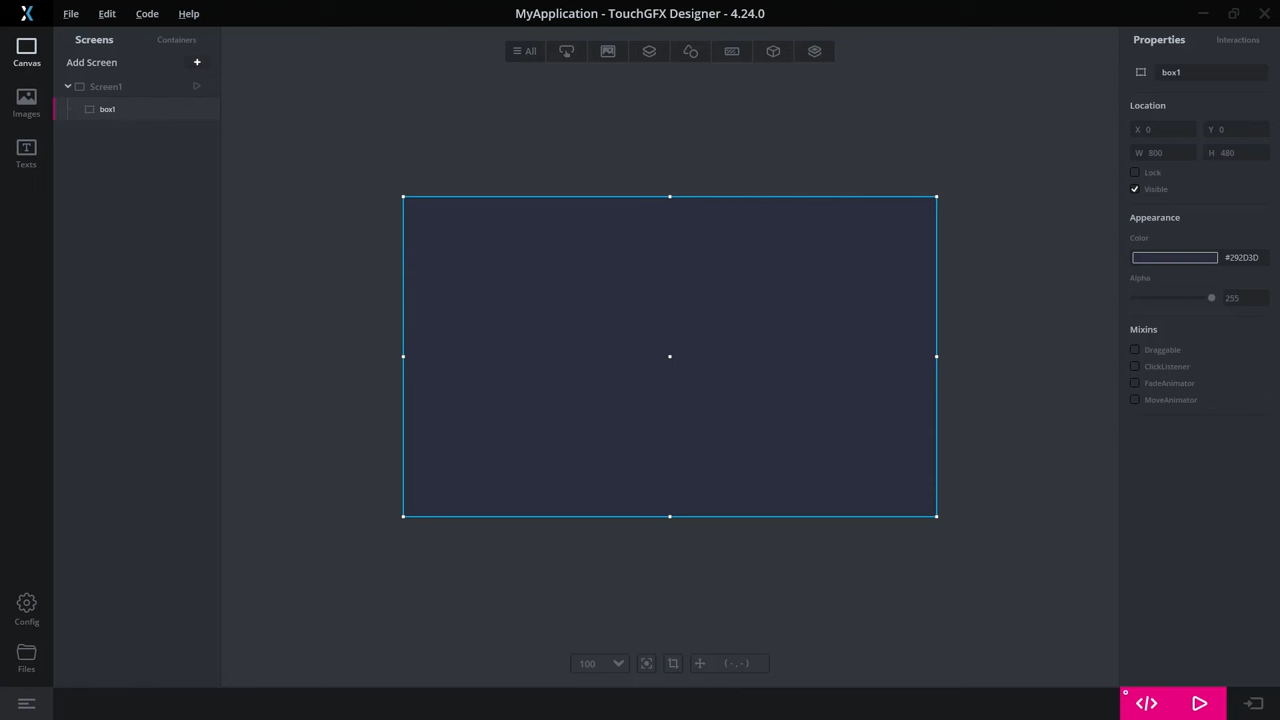 File Edit Code Help
MyApplication - TouchGFX Designer - 4.24.0
Canvas
Images
Texts
Config
Files
Screens Containers
Add Screen +
Screen1
box1
All
100
(-,-)
Properties Interactions
box1
Location
X 0 Y 0
W 800 H 480
Lock
Visible
Appearance
Color
#292D3D
Alpha
255
Mixins
Draggable
ClickListener
FadeAnimator
MoveAnimator